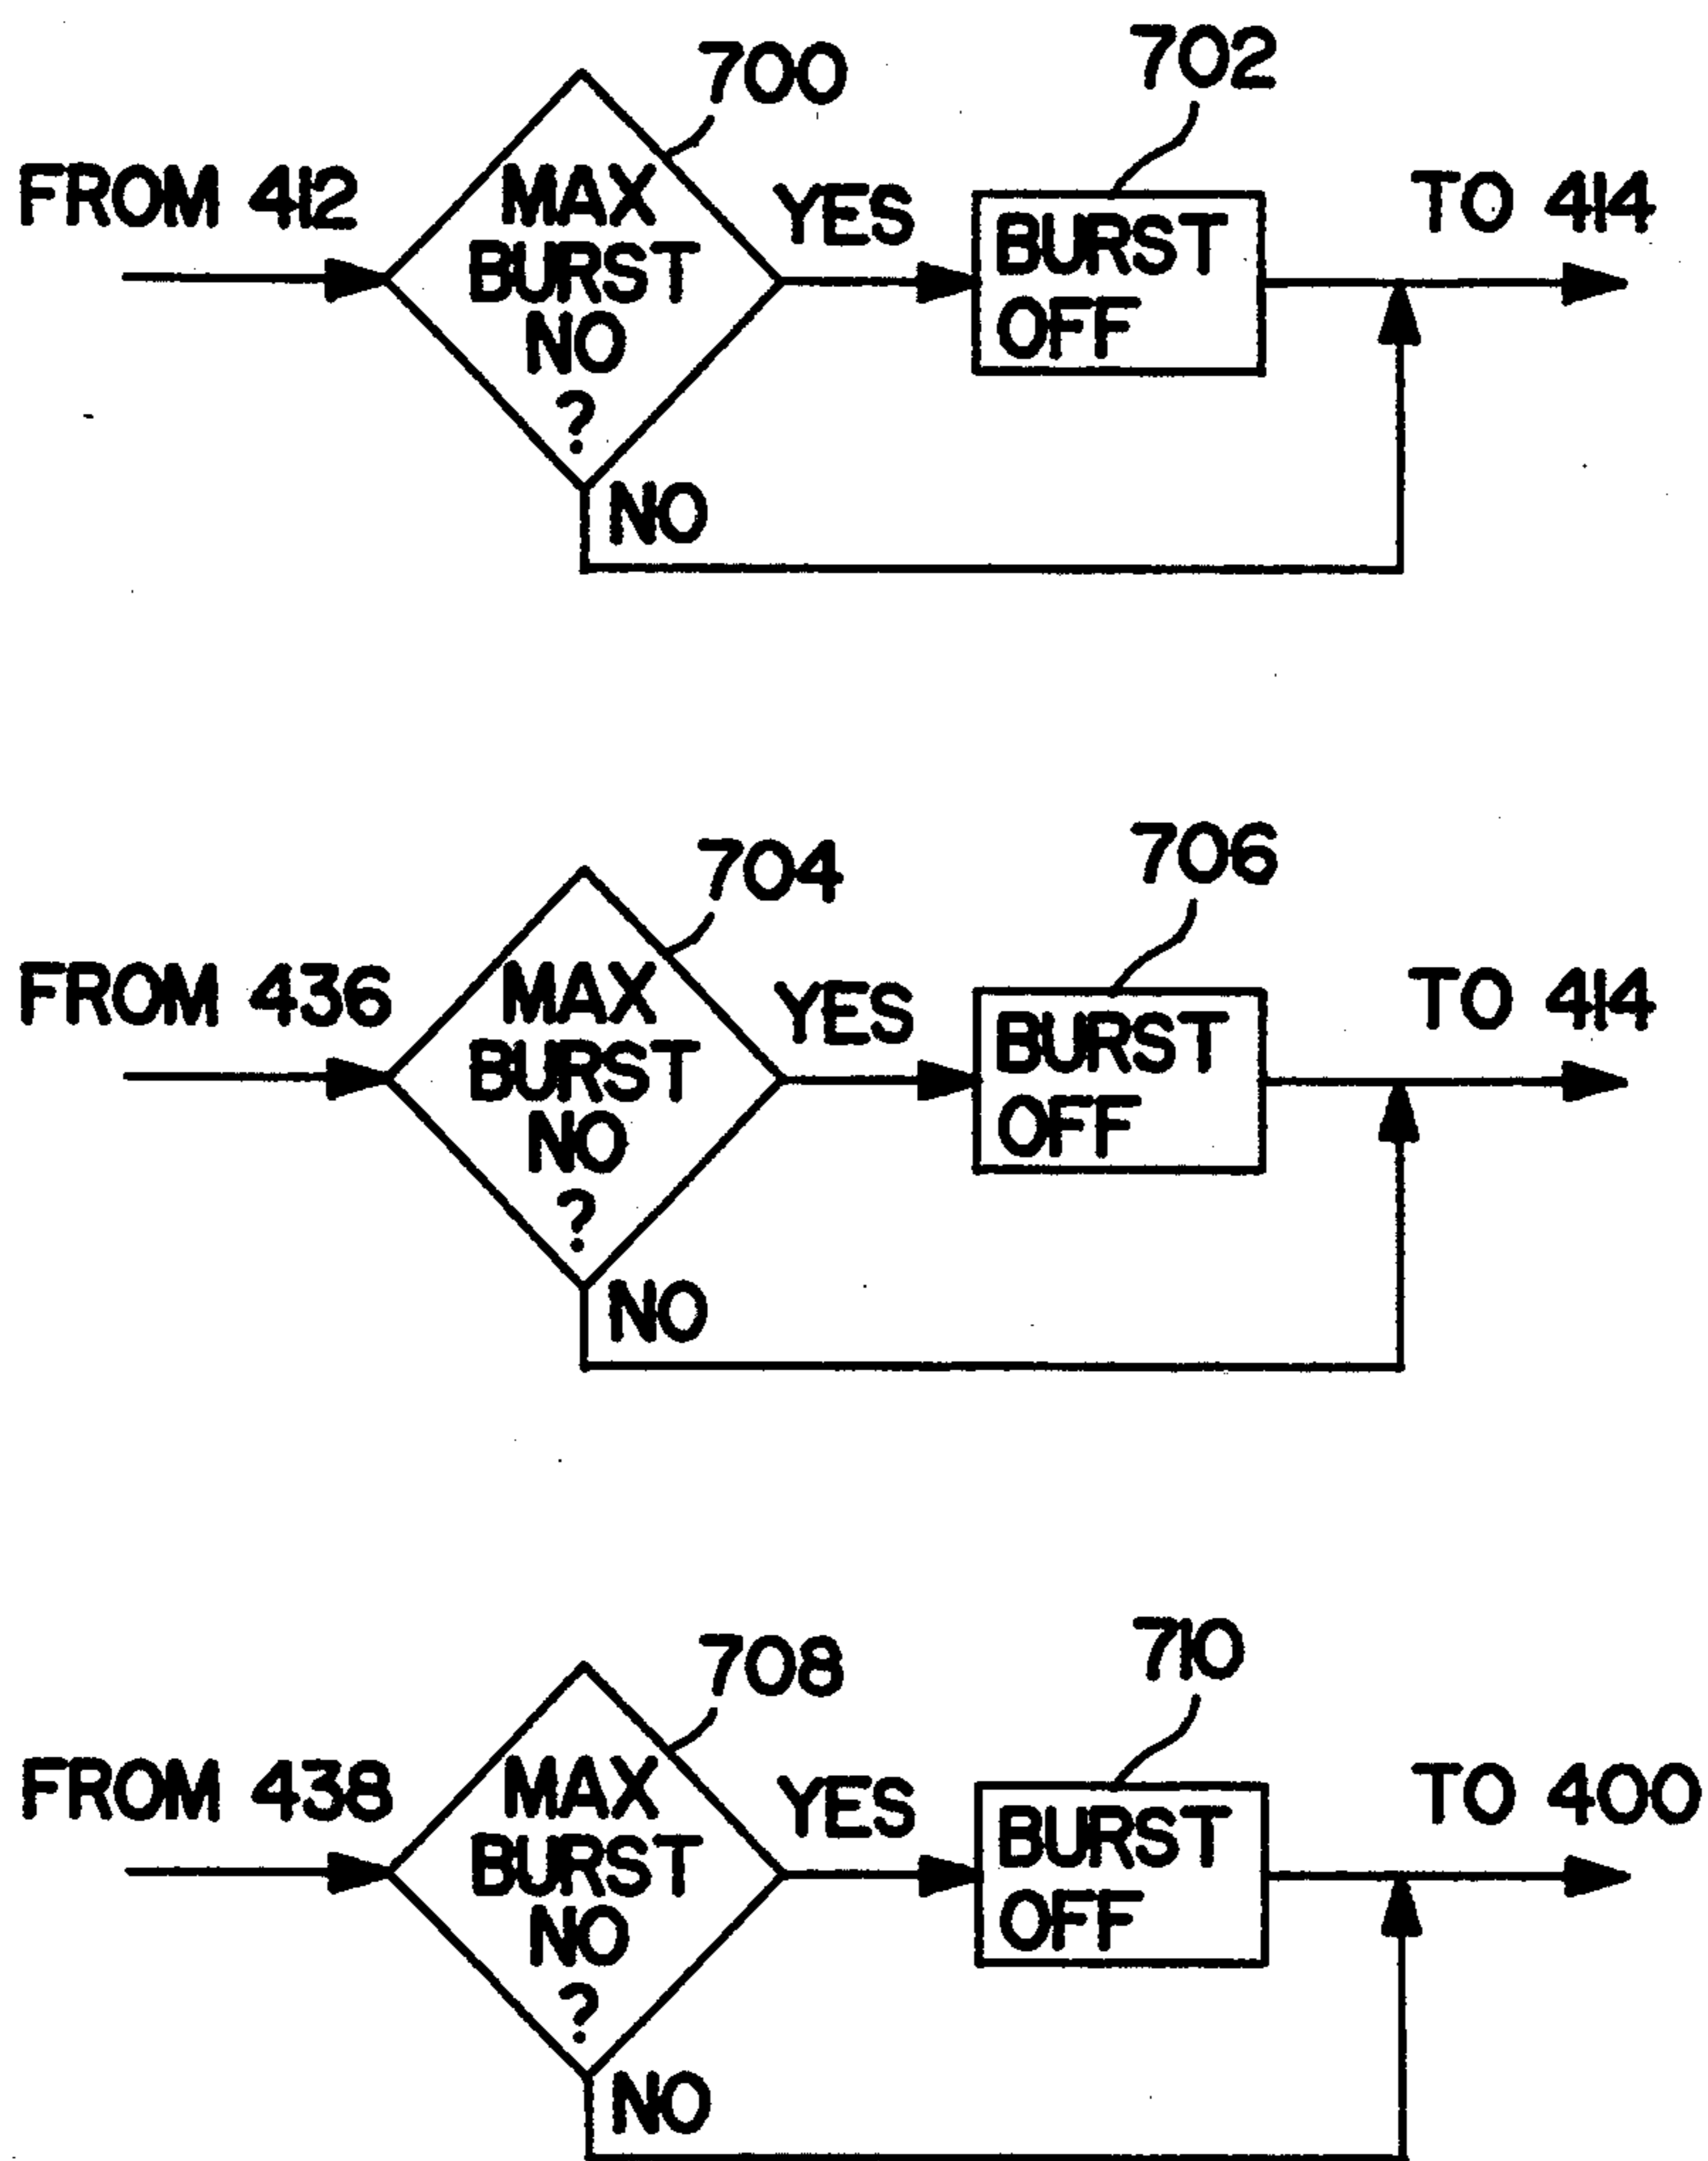 700
702
FROM 412
MAX
BURST
NO
?
YES
BURST
OFF
TO 414
NO
704
706
FROM 436
MAX
BURST
NO
?
YES
BURST
OFF
TO 414
NO
708
710
FROM 438
MAX
BURST
NO
?
YES
BURST
OFF
TO 400
NO